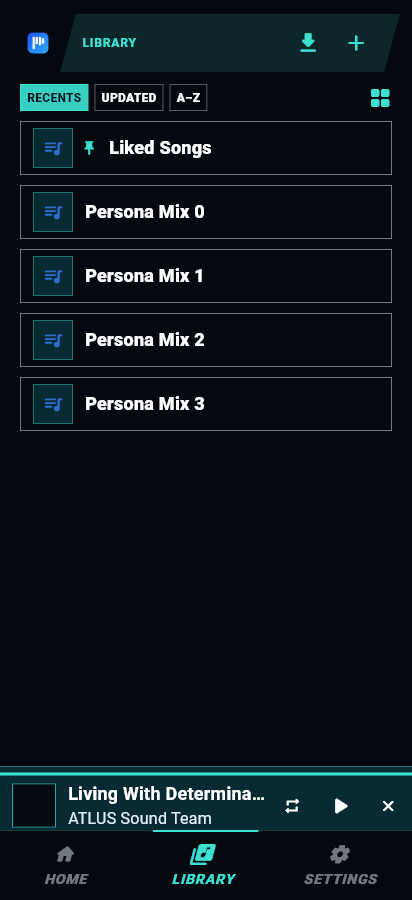 LIBRARY
RECENTS UPDATED A–Z
Liked Songs
Persona Mix 0
Persona Mix 1
Persona Mix 2
Persona Mix 3
Living With Determina...
ATLUS Sound Team
HOME LIBRARY SETTINGS